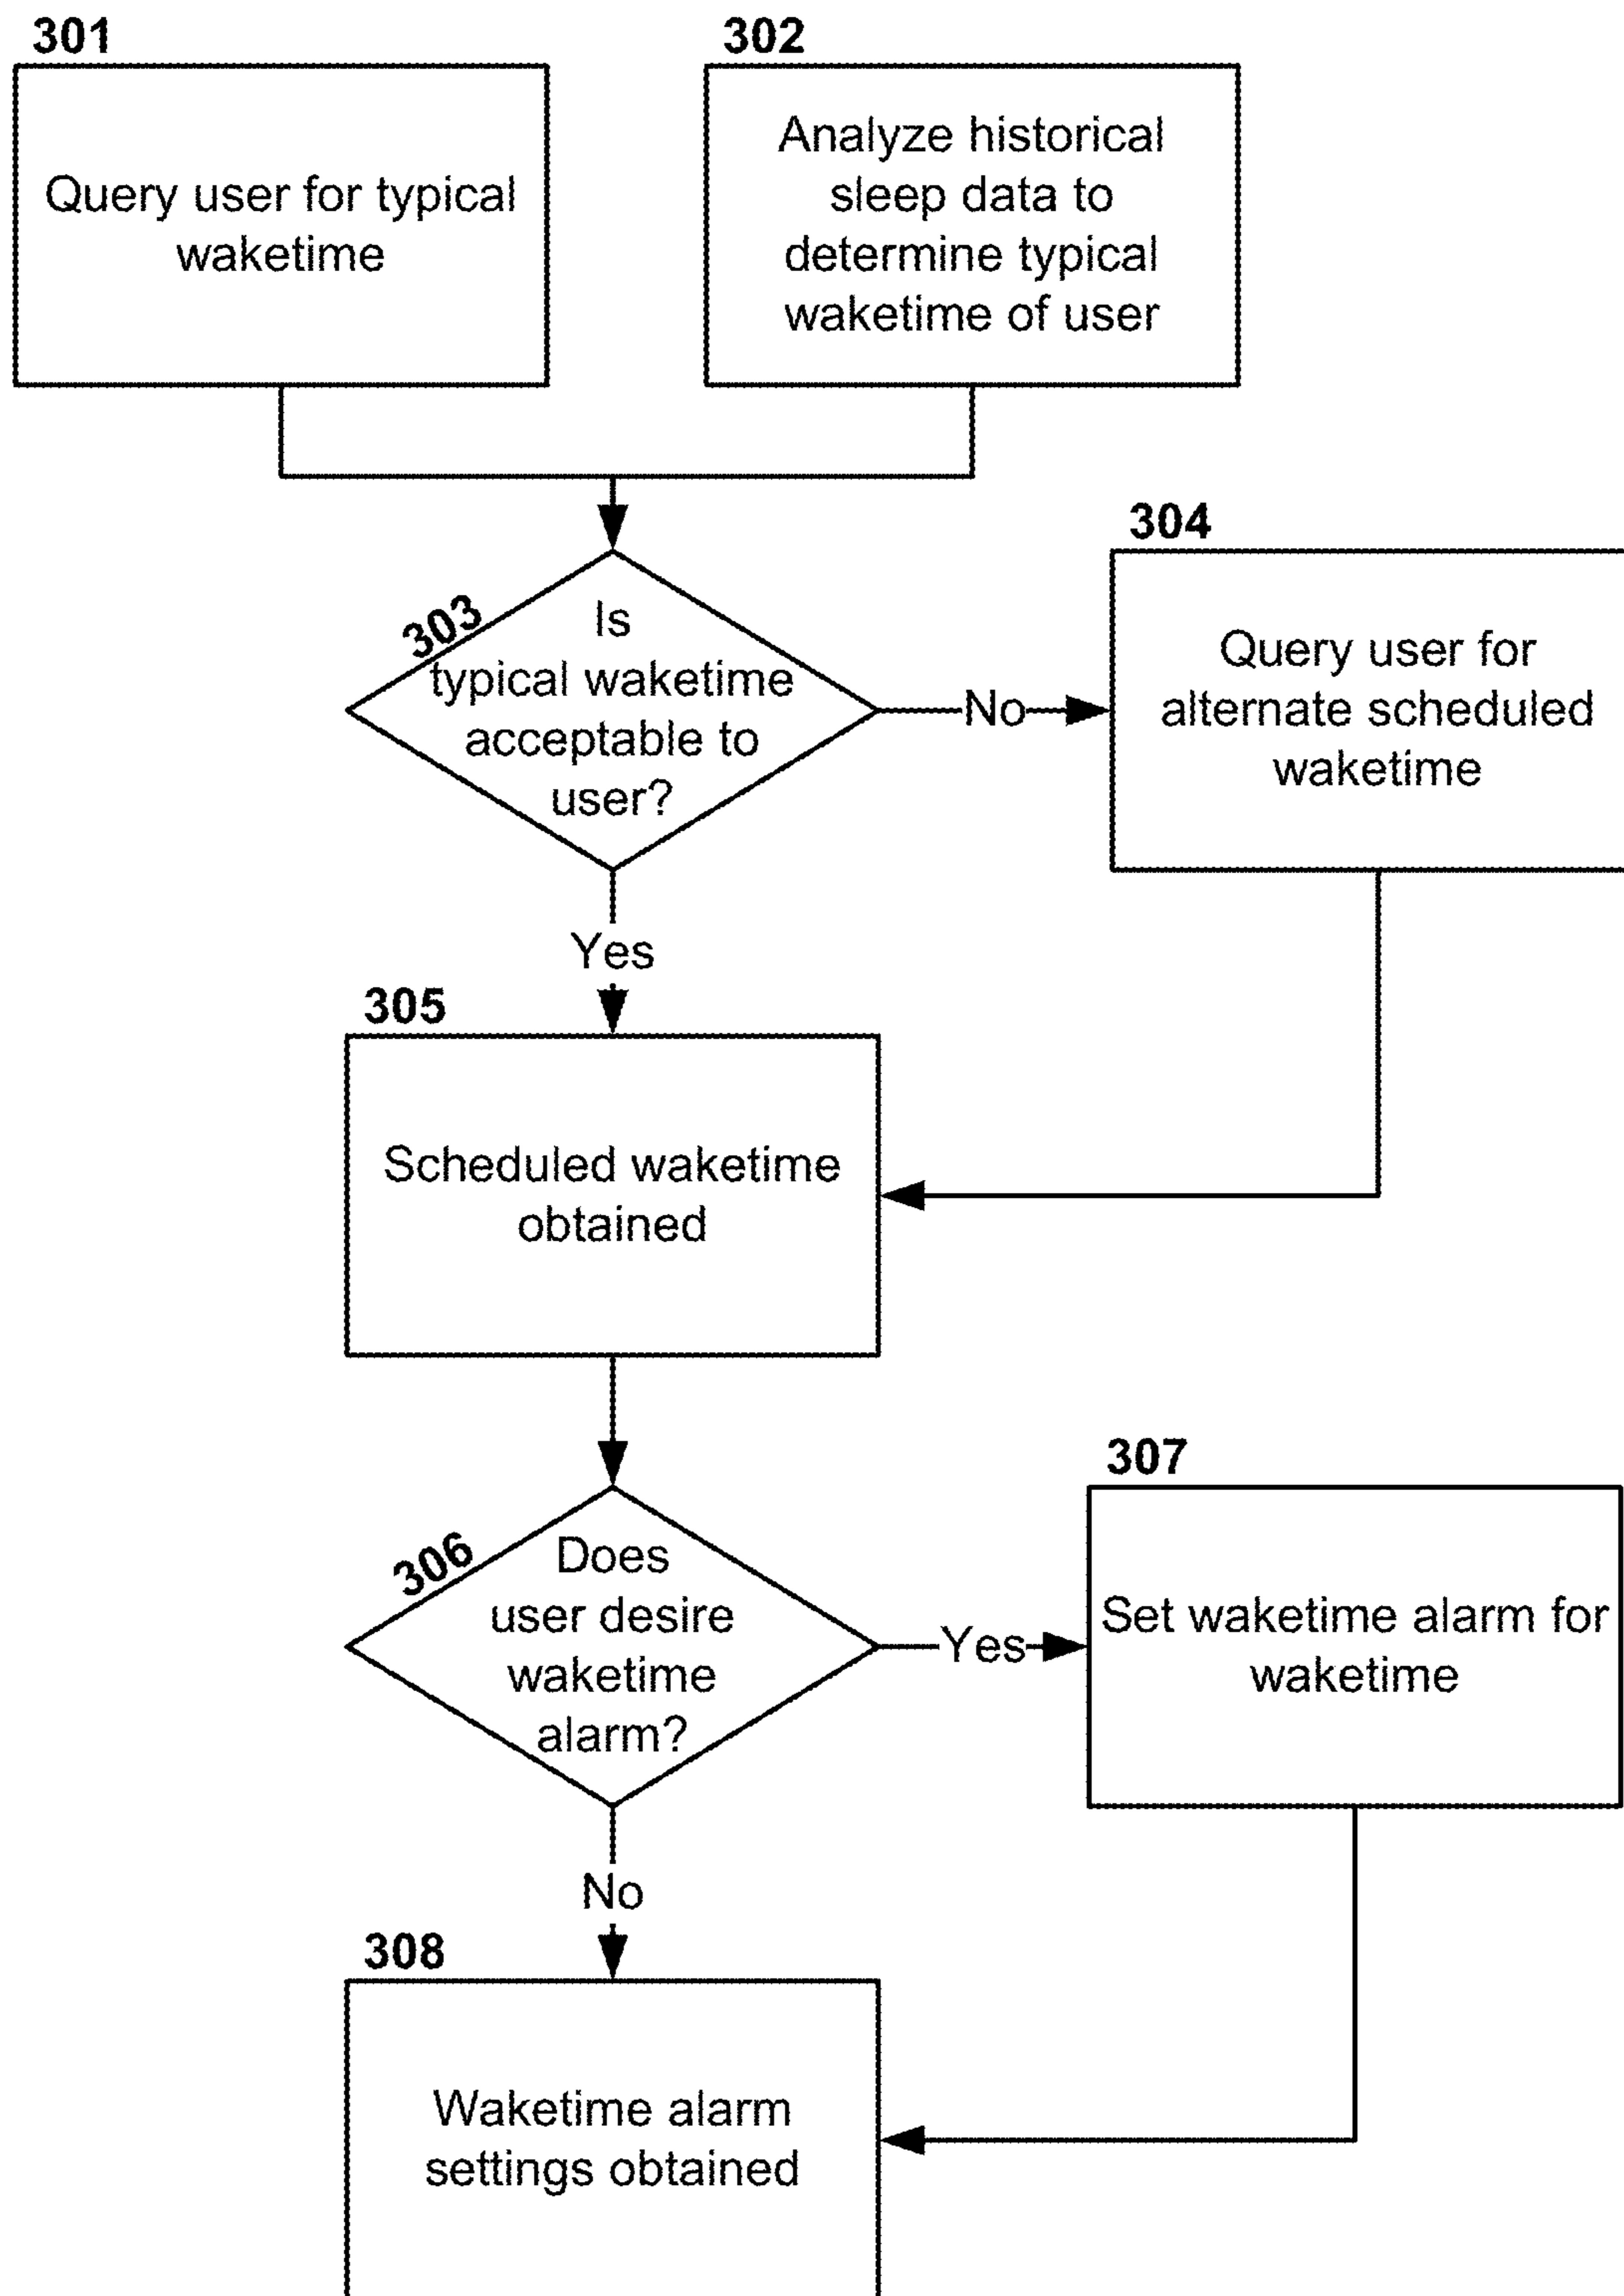 301
Query user for typical
waketime
302
Analyze historical
sleep data to
determine typical
waketime of user
303
Is
typical waketime
acceptable to
user?
No
304
Query user for
alternate scheduled
waketime
Yes
305
Scheduled waketime
obtained
306
Does
user desire
waketime
alarm?
Yes
307
Set waketime alarm for
waketime
No
308
Waketime alarm
settings obtained